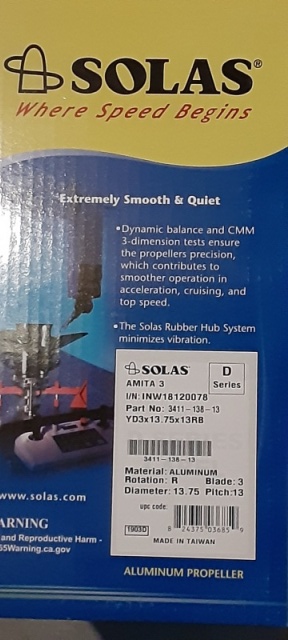 SOLAS®
Where Speed Begins
Extremely Smooth & Quiet
•Dynamic balance and CMM
3-dimension tests ensure
the propellers precision,
which contributes to
smoother operation in
acceleration, cruising, and
top speed.
•The Solas Rubber Hub System
minimizes vibration.
SOLAS® D
AMITA 3 Series
I/N: INW18120078
Part No: 3411-138-13
YD3x13.75x13RB
3411-138-13
Material: ALUMINUM
Rotation: R Blade: 3
Diameter: 13.75 Pitch:13
upc code:
1903D 8 24375 03685 9
MADE IN TAIWAN
www.solas.com
ARNING
and Reproductive Harm -
65Warning.ca.gov
ALUMINUM PROPELLER